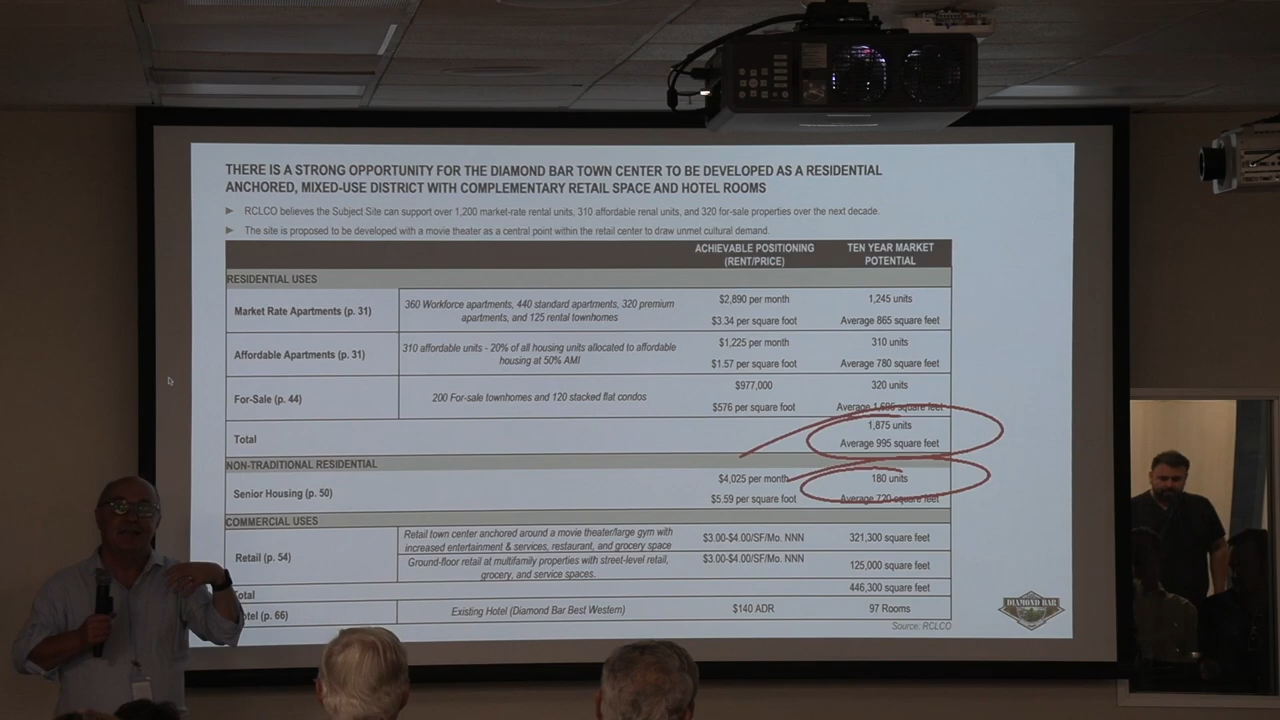 THERE IS A STRONG OPPORTUNITY FOR THE DIAMOND BAR TOWN CENTER TO BE DEVELOPED AS A RESIDENTIAL
ANCHORED, MIXED-USE DISTRICT WITH COMPLEMENTARY RETAIL SPACE AND HOTEL ROOMS
RCLCO believes the Subject Site can support over 1,200 market-rate rental units, 310 affordable renal units, and 320 for-sale properties over the next decade.
The site is proposed to be developed with a movie theater as a central point within the retail center to draw unmet cultural demand.
ACHIEVABLE POSITIONING
(RENT/PRICE)
TEN YEAR MARKET
POTENTIAL
RESIDENTIAL USES
Market Rate Apartments (p. 31)
360 Workforce apartments, 440 standard apartments, 320 premium
apartments, and 125 rental townhomes
$2,890 per month
$3.34 per square foot
1,245 units
Average 865 square feet
Affordable Apartments (p. 31)
310 affordable units - 20% of all housing units allocated to affordable
housing at 50% AMI
$1,225 per month
$1.57 per square foot
310 units
Average 780 square feet
For-Sale (p. 44)
200 For-sale townhomes and 120 stacked flat condos
$977,000
$576 per square foot
320 units
Average square feet
Total
1,875 units
Average 995 square feet
NON-TRADITIONAL RESIDENTIAL
Senior Housing (p. 50)
$4,025 per month
$5.59 per square foot
180 units
Average 720 square feet
COMMERCIAL USES
Retail (p. 54)
Retail town center anchored around a movie theater/large gym with
increased entertainment & services, restaurant, and grocery space
$3.00-$4.00/SF/Mo. NNN
321,300 square feet
Ground-floor retail at multifamily properties with street-level retail,
grocery, and service spaces.
$3.00-$4.00/SF/Mo. NNN
125,000 square feet
otal
446,300 square feet
otel (p. 66)
Existing Hotel (Diamond Bar Best Western)
$140 ADR
97 Rooms
Source: RCLCO
DIAMOND BAR